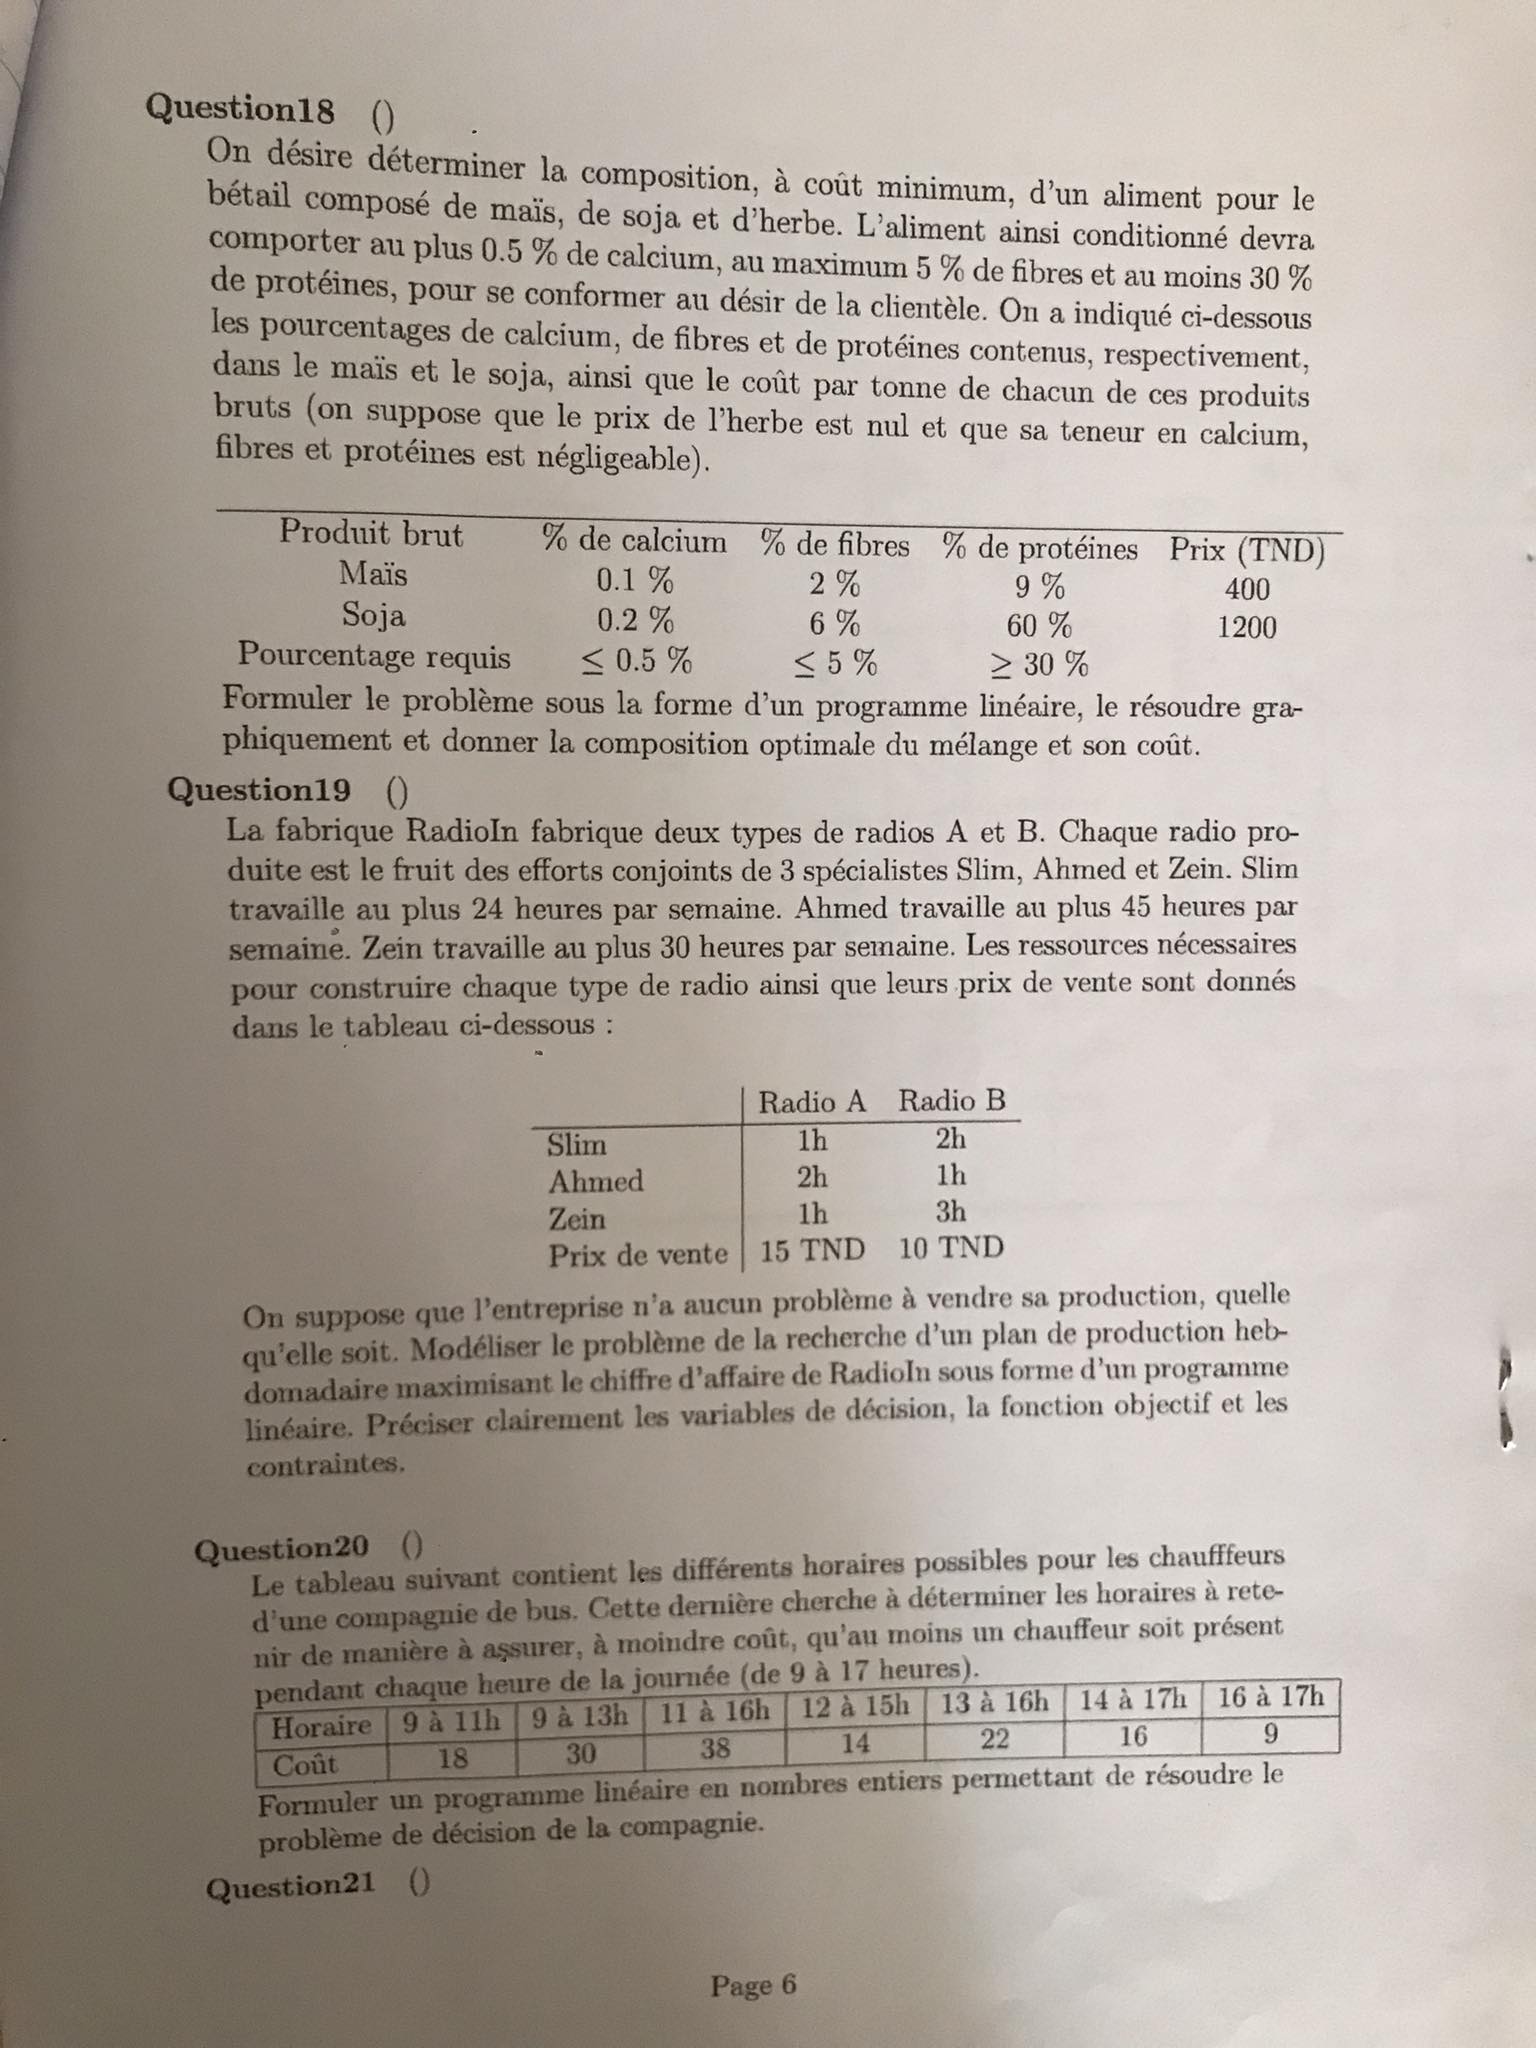 Question18 ()
On désire déterminer la composition, à coût minimum, d'un aliment pour le
bétail composé de maïs, de soja et d'herbe. L'aliment ainsi conditionné devra
comporter au plus 0.5 % de calcium, au maximum 5 % de fibres et au moins 30 %
de protéines, pour se conformer au désir de la clientèle. On a indiqué ci-dessous
les pourcentages de calcium, de fibres et de protéines contenus, respectivement,
dans le maïs et le soja, ainsi que le coût par tonne de chacun de ces produits
bruts (on suppose que le prix de l'herbe est nul et que sa teneur en calcium,
fibres et protéines est négligeable).
Produit brut % de calcium % de fibres % de protéines Prix (TND)
Maïs 0.1 % 2 % 9 % 400
Soja 0.2 % 6 % 60 % 1200
Pourcentage requis ≤ 0.5 % ≤ 5 % ≥ 30 %
Formuler le problème sous la forme d'un programme linéaire, le résoudre gra-
phiquement et donner la composition optimale du mélange et son coût.
Question19 ()
La fabrique RadioIn fabrique deux types de radios A et B. Chaque radio pro-
duite est le fruit des efforts conjoints de 3 spécialistes Slim, Ahmed et Zein. Slim
travaille au plus 24 heures par semaine. Ahmed travaille au plus 45 heures par
semaine. Zein travaille au plus 30 heures par semaine. Les ressources nécessaires
pour construire chaque type de radio ainsi que leurs prix de vente sont donnés
dans le tableau ci-dessous :
Radio A Radio B
Slim 1h 2h
Ahmed 2h 1h
Zein 1h 3h
Prix de vente 15 TND 10 TND
On suppose que l'entreprise n'a aucun problème à vendre sa production, quelle
qu'elle soit. Modéliser le problème de la recherche d'un plan de production heb-
domadaire maximisant le chiffre d'affaire de RadioIn sous forme d'un programme
linéaire. Préciser clairement les variables de décision, la fonction objectif et les
contraintes.
Question20 ()
Le tableau suivant contient les différents horaires possibles pour les chaufffeurs
d'une compagnie de bus. Cette dernière cherche à déterminer les horaires à rete-
nir de manière à assurer, à moindre coût, qu'au moins un chauffeur soit présent
pendant chaque heure de la journée (de 9 à 17 heures).
Horaire 9 à 11h 9 à 13h 11 à 16h 12 à 15h 13 à 16h 14 à 17h 16 à 17h
Coût 18 30 38 14 22 16 9
Formuler un programme linéaire en nombres entiers permettant de résoudre le
problème de décision de la compagnie.
Question21 ()
Page 6